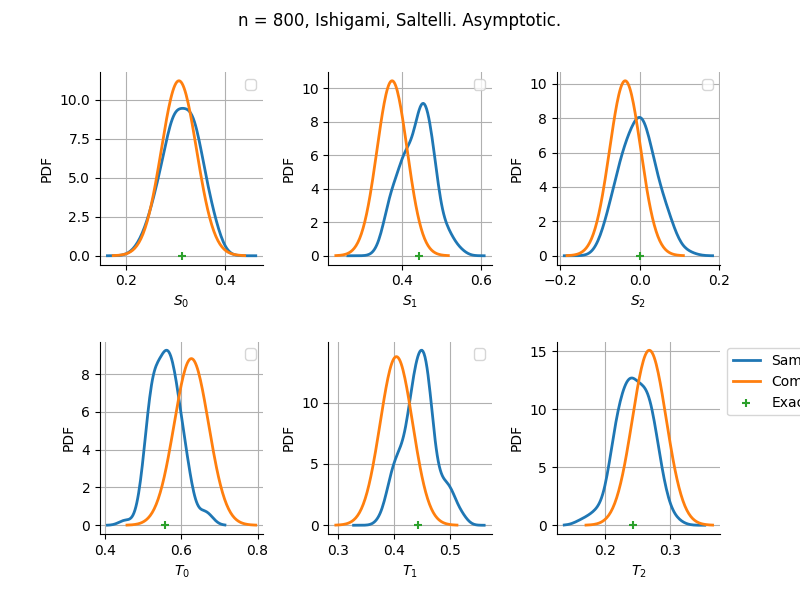 n = 800, Ishigami, Saltelli. Asymptotic.
PDF
10.0
7.5
5.0
2.5
0.0
0.2
0.4
S₀
PDF
10
8
6
4
2
0
0.4
0.6
S₁
PDF
10
8
6
4
2
0
−0.2
0.0
0.2
S₂
PDF
8
6
4
2
0
0.4
0.6
0.8
T₀
PDF
10
5
0
0.3
0.4
0.5
T₁
PDF
15
10
5
0
0.2
0.3
T₂
Sam
Com
Exac